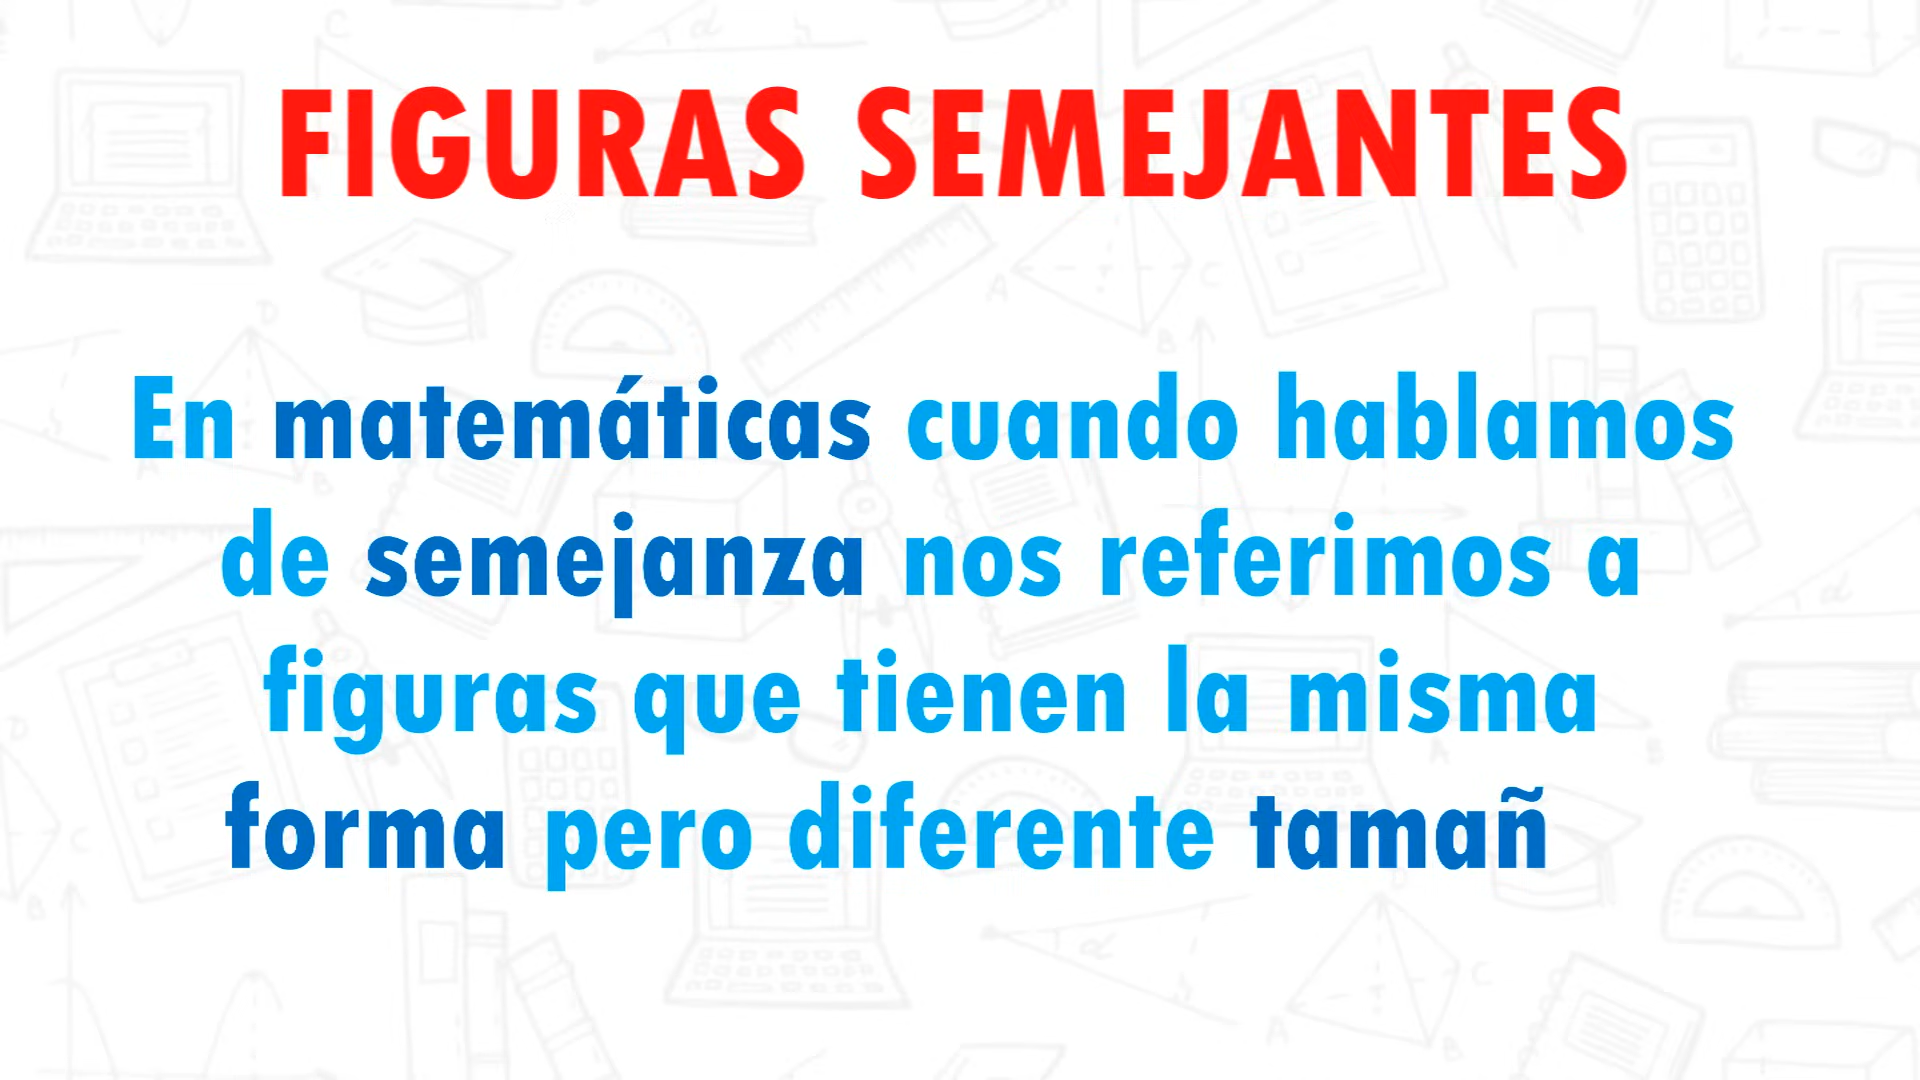 FIGURAS SEMEJANTES
En matemáticas cuando hablamos
de semejanza nos referimos a
figuras que tienen la misma
forma pero diferente tamañ